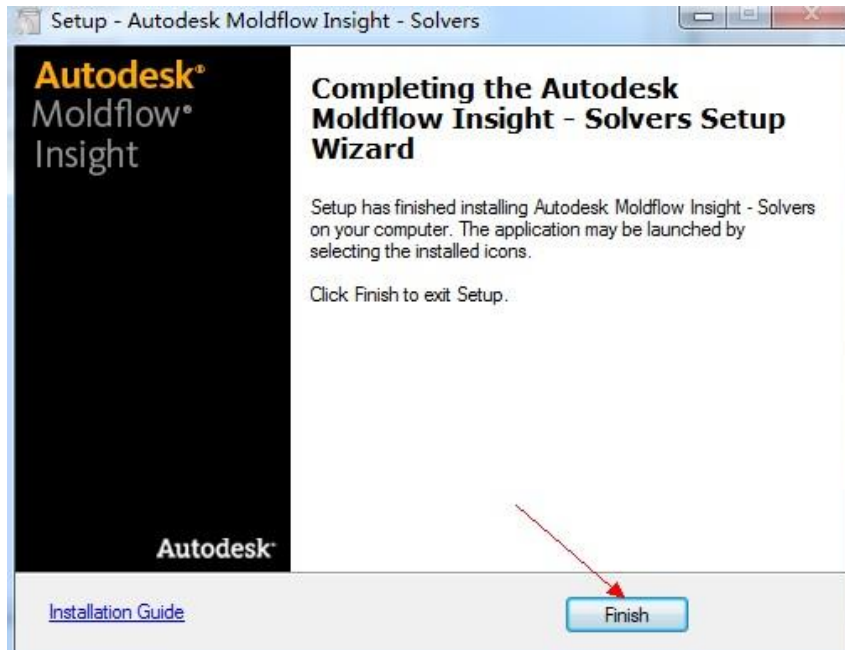 Setup - Autodesk Moldflow Insight - Solvers
Autodesk®
Moldflow®
Insight
Completing the Autodesk
Moldflow Insight - Solvers Setup
Wizard
Setup has finished installing Autodesk Moldflow Insight - Solvers
on your computer. The application may be launched by
selecting the installed icons.
Click Finish to exit Setup.
Autodesk®
Installation Guide
Finish